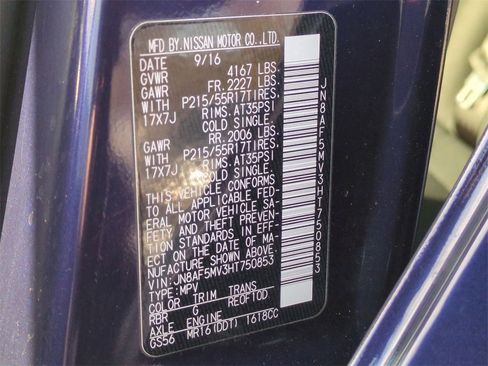 MFD BY. NISSAN MOTOR CO., LTD.
9/16
GVWR 4167 LBS.
GAWR FR. 2227 LBS.
WITH P215/55R17TIRES.
17X7J RIMS. AT35PSI
COLD SINGLE.
GAWR RR. 2006 LBS.
WITH P215/55R17TIRES.
17X7J RIMS. AT35PSI
COLD SINGLE.
THIS VEHICLE CONFORMS
TO ALL APPLICABLE FED-
ERAL MOTOR VEHICLE SA-
FETY AND THEFT PREVEN-
TION STANDARDS IN EFF-
ECT ON THE DATE OF MA-
NUFACTURE SHOWN ABOVE.
VIN: JN8AF5MV3HT750853
TYPE: MPV
COLOR TRIM TRANS
RBR G RE0F10D
AXLE ENGINE
GS56 MR16(DDT) 1618CC
JN8AF5MV3HT750853